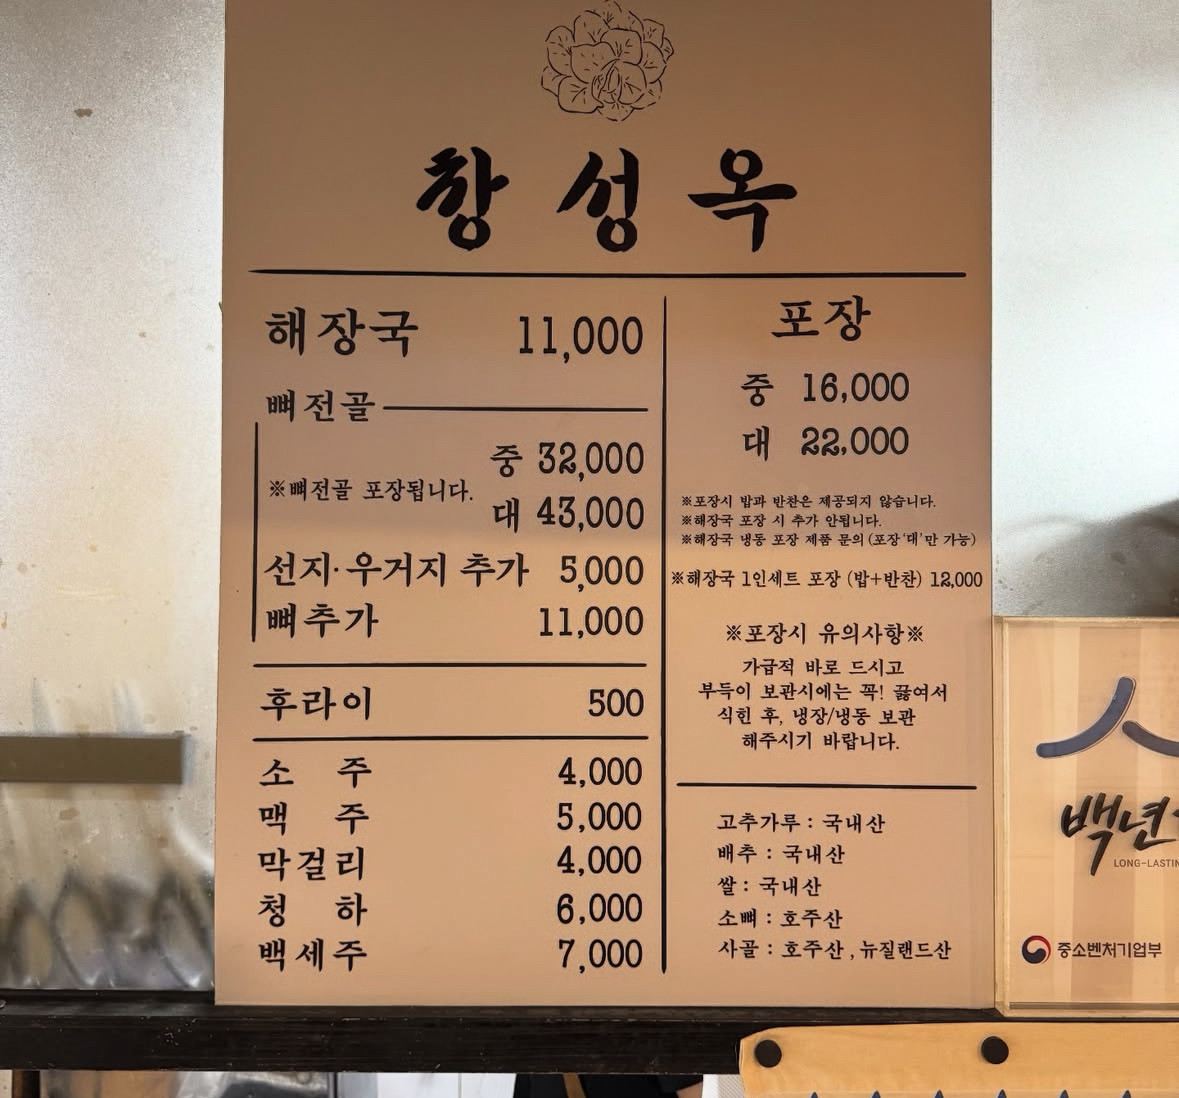 창성옥
해장국 11,000
뼈전골
중 32,000
※뼈전골 포장됩니다.
대 43,000
선지·우거지 추가 5,000
뼈추가 11,000
후라이 500
소 주 4,000
맥 주 5,000
막걸리 4,000
청 하 6,000
백세주 7,000
포장
중 16,000
대 22,000
※포장시 밥과 반찬은 제공되지 않습니다.
※해장국 포장 시 추가 안됩니다.
※해장국 냉동 포장 제품 문의(포장'대'만 가능)
※해장국 1인세트 포장 (밥+반찬) 12,000
※포장시 유의사항※
가급적 바로 드시고
부득이 보관시에는 꼭! 끓여서
식힌 후, 냉장/냉동 보관
해주시기 바랍니다.
고추가루 : 국내산
배추 : 국내산
쌀 : 국내산
소뼈 : 호주산
사골 : 호주산 , 뉴질랜드산
백년
중소벤처기업부